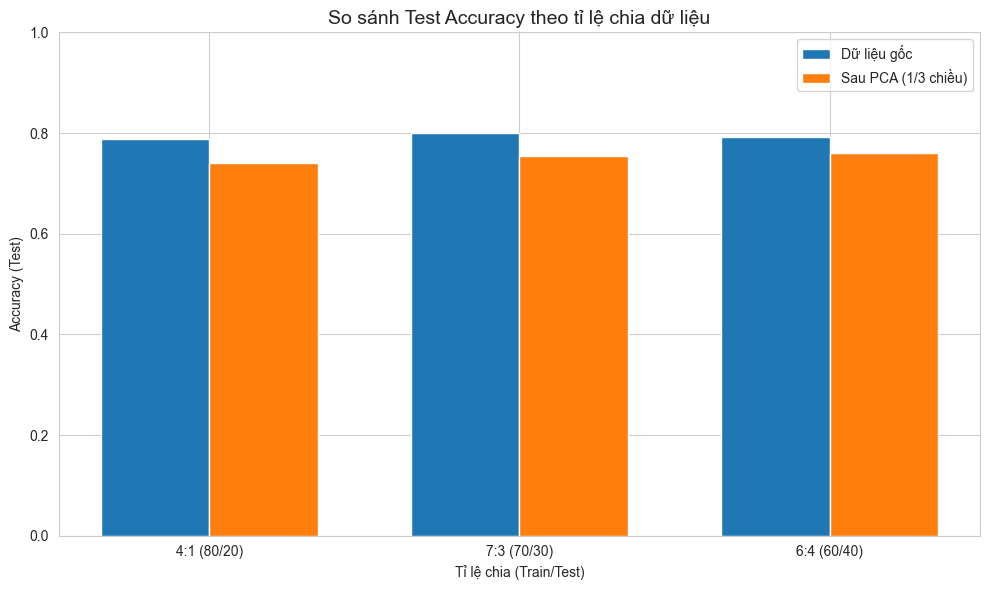 So sánh Test Accuracy theo tỉ lệ chia dữ liệu
1.0
0.8
0.6
0.4
0.2
0.0
Accuracy (Test)
Dữ liệu gốc
Sau PCA (1/3 chiều)
4:1 (80/20)
7:3 (70/30)
6:4 (60/40)
Tỉ lệ chia (Train/Test)